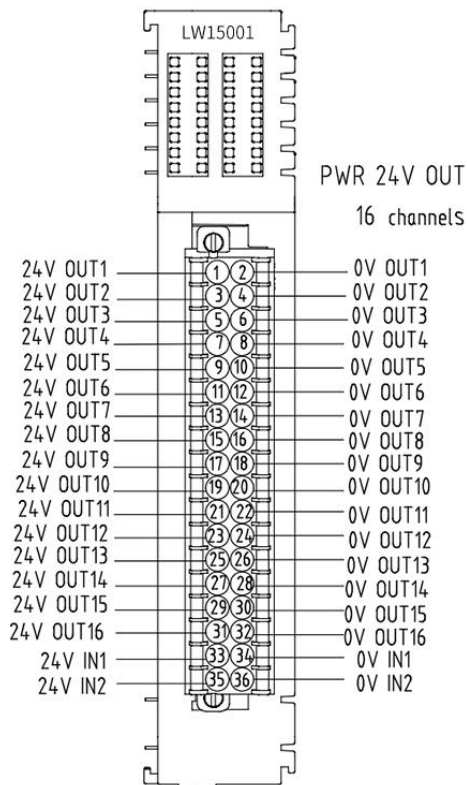 LW15001
PWR 24V OUT
16 channels
24V OUT1 1 2 0V OUT1
24V OUT2 3 4 0V OUT2
24V OUT3 5 6 0V OUT3
24V OUT4 7 8 0V OUT4
24V OUT5 9 10 0V OUT5
24V OUT6 11 12 0V OUT6
24V OUT7 13 14 0V OUT7
24V OUT8 15 16 0V OUT8
24V OUT9 17 18 0V OUT9
24V OUT10 19 20 0V OUT10
24V OUT11 21 22 0V OUT11
24V OUT12 23 24 0V OUT12
24V OUT13 25 26 0V OUT13
24V OUT14 27 28 0V OUT14
24V OUT15 29 30 0V OUT15
24V OUT16 31 32 0V OUT16
24V IN1 33 34 0V IN1
24V IN2 35 36 0V IN2